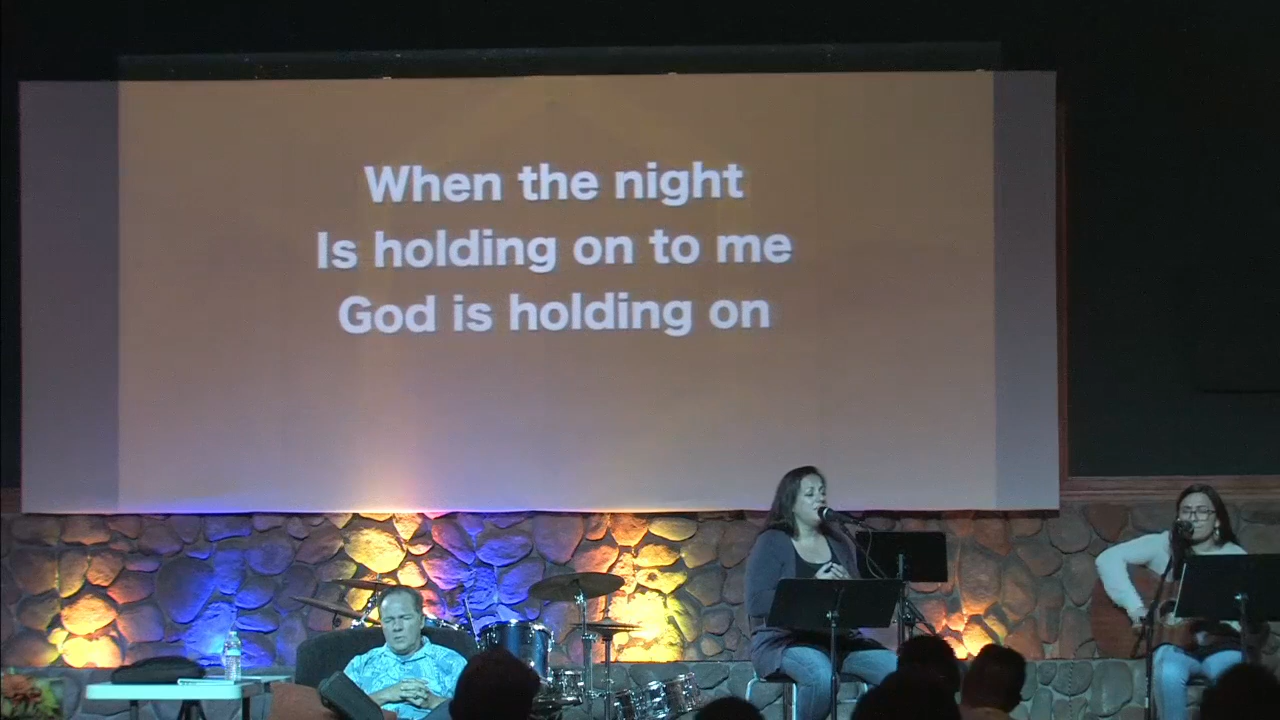 When the night
Is holding on to me
God is holding on